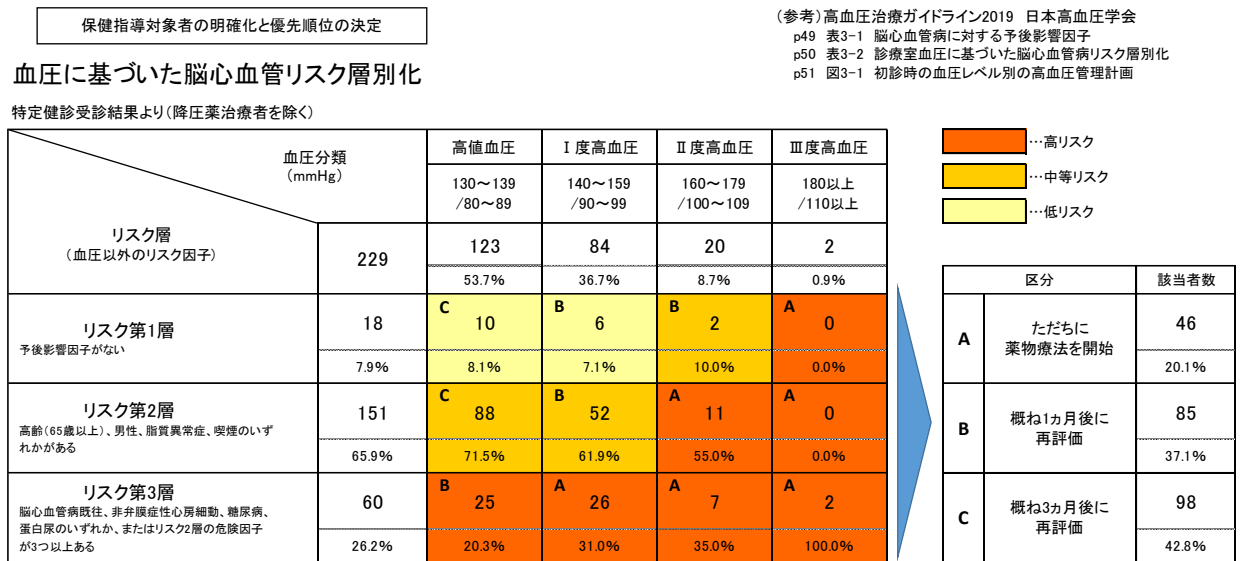 保健指導対象者の明確化と優先順位の決定
(参考)高血圧治療ガイドライン2019 日本高血圧学会
p49 表3-1 脳心血管病に対する予後影響因子
p50 表3-2 診療室血圧に基づいた脳心血管病リスク層別化
p51 図3-1 初診時の血圧レベル別の高血圧管理計画
血圧に基づいた脳心血管リスク層別化
特定健診受診結果より(降圧薬治療者を除く)
血圧分類
(mmHg)
高値血圧 Ⅰ度高血圧 Ⅱ度高血圧 Ⅲ度高血圧
130～139 140～159 160～179 180以上
/80～89 /90～99 /100～109 /110以上
リスク層
(血圧以外のリスク因子)
229 123 84 20 2
53.7% 36.7% 8.7% 0.9%
リスク第1層
予後影響因子がない
18 C 10 B 6 B 2 A 0
7.9% 8.1% 7.1% 10.0% 0.0%
リスク第2層
高齢(65歳以上)、男性、脂質異常症、喫煙のいず
れかがある
151 C 88 B 52 A 11 A 0
65.9% 71.5% 61.9% 55.0% 0.0%
リスク第3層
脳心血管病既往、非弁膜症性心房細動、糖尿病、
蛋白尿のいずれか、またはリスク2層の危険因子
が3つ以上ある
60 B 25 A 26 A 7 A 2
26.2% 20.3% 31.0% 35.0% 100.0%
…高リスク
…中等リスク
…低リスク
区分 該当者数
A ただちに
薬物療法を開始
46
20.1%
B 概ね1ヵ月後に
再評価
85
37.1%
C 概ね3ヵ月後に
再評価
98
42.8%